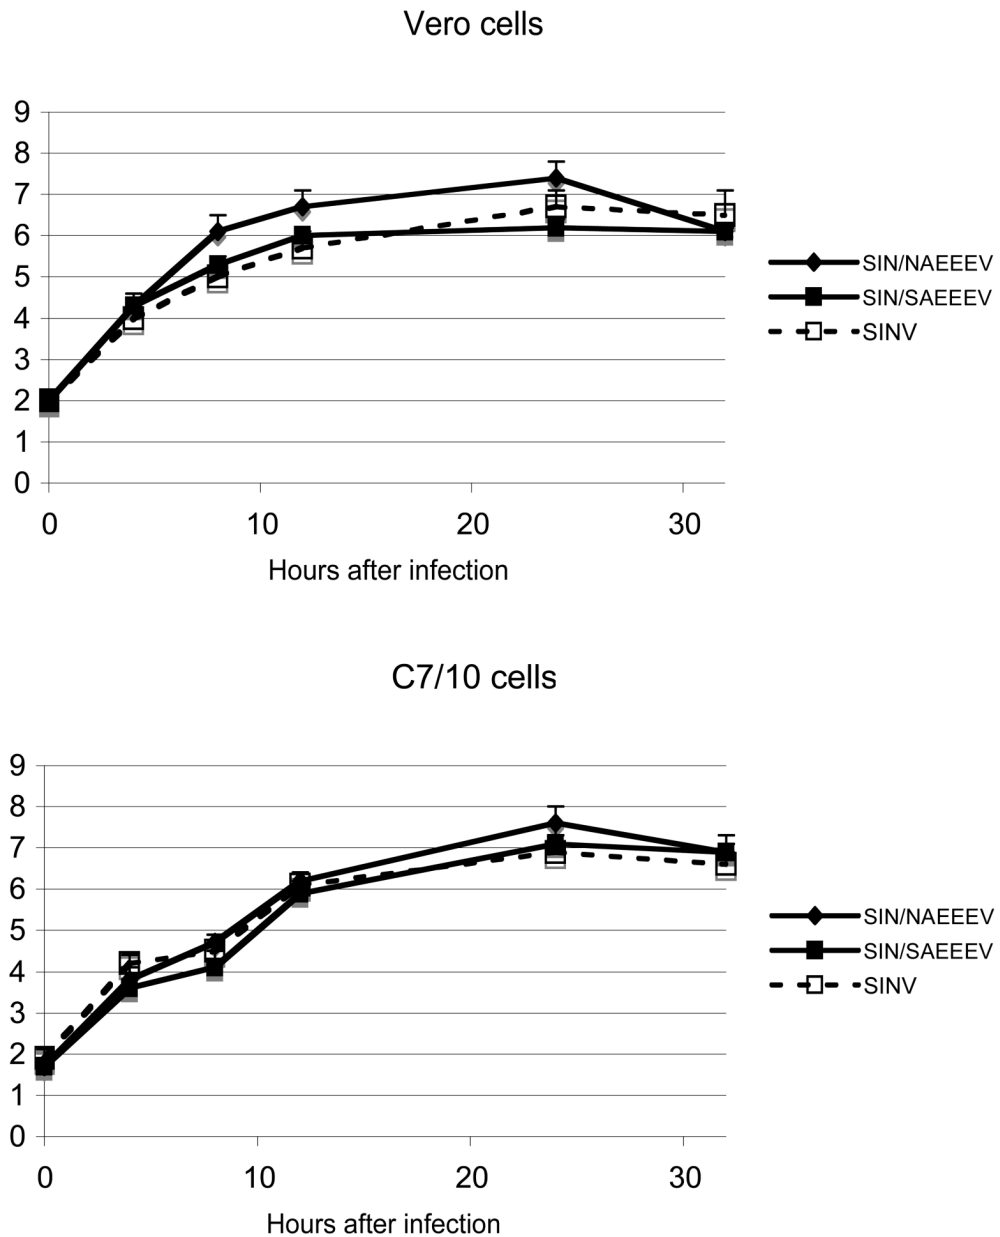 Vero cells
9
8
7
6
5
4
3
2
1
0
0 10 20 30
Hours after infection
SIN/NAEEEV
SIN/SAEEEV
SINV
C7/10 cells
9
8
7
6
5
4
3
2
1
0
0 10 20 30
Hours after infection
SIN/NAEEEV
SIN/SAEEEV
SINV